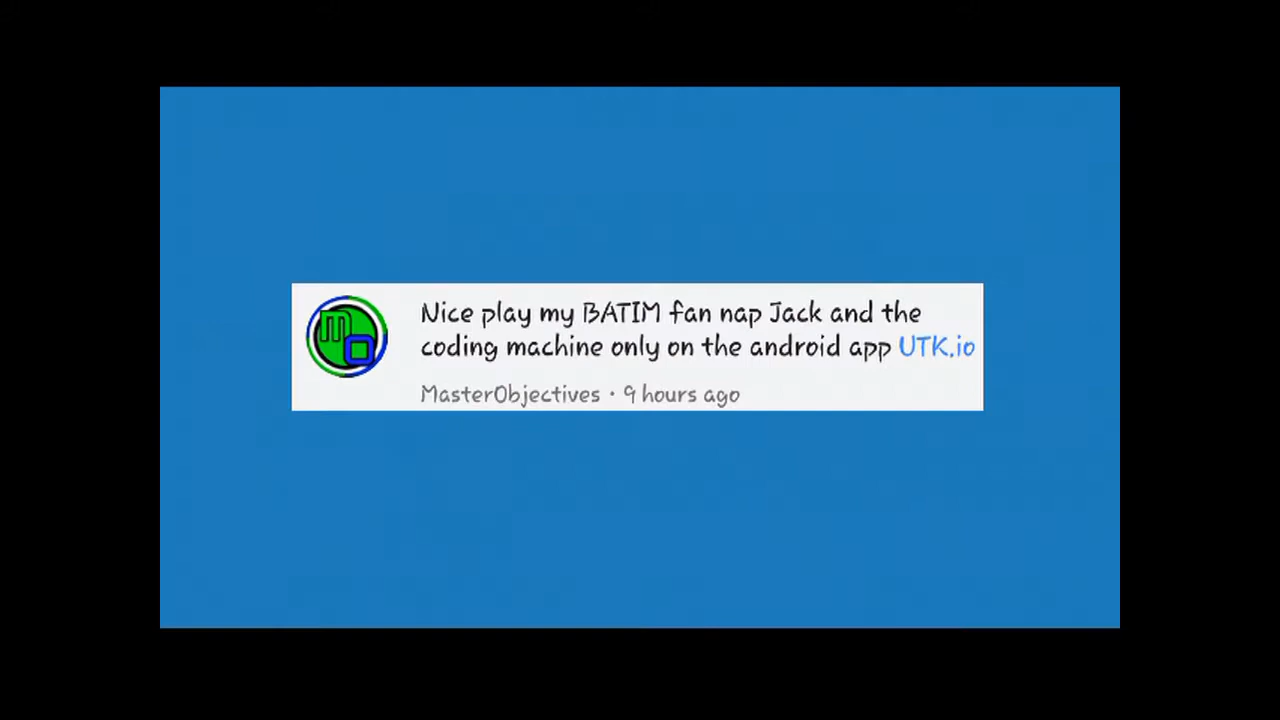 Nice play my BATIM fan nap Jack and the
coding machine only on the android app UTK.io
MasterObjectives · 9 hours ago
mo